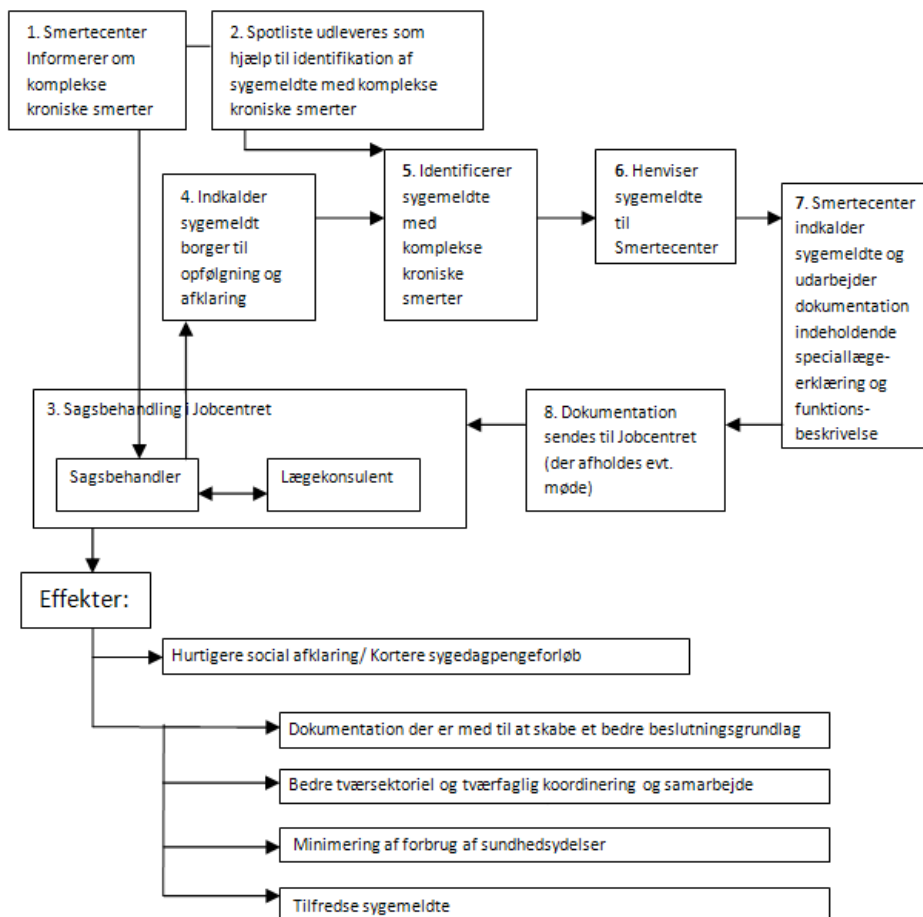 1. Smertecenter
Informerer om
komplekse
kroniske smerter
2. Spotliste udleveres som
hjælp til identifikation af
sygemeldte med komplekse
kroniske smerter
4. Indkalder
sygemeldt
borger til
opfølgning og
afklaring
5. Identificerer
sygemeldte
med
komplekse
kroniske
smerter
6. Henviser
sygemeldte
til
Smertecenter
7. Smertecenter
indkalder
sygemeldte og
udarbejder
dokumentation
indeholdende
speciallæge-
erklæring og
funktions-
beskrivelse
3. Sagsbehandling i Jobcentret
Sagsbehandler
Lægekonsulent
8. Dokumentation
sendes til Jobcentret
(der afholdes evt.
møde)
Effekter:
Hurtigere social afklaring/ Kortere sygedagpengeforløb
Dokumentation der er med til at skabe et bedre beslutningsgrundlag
Bedre tværsektoriel og tværfaglig koordinering og samarbejde
Minimering af forbrug af sundhedsydelser
Tilfredse sygemeldte